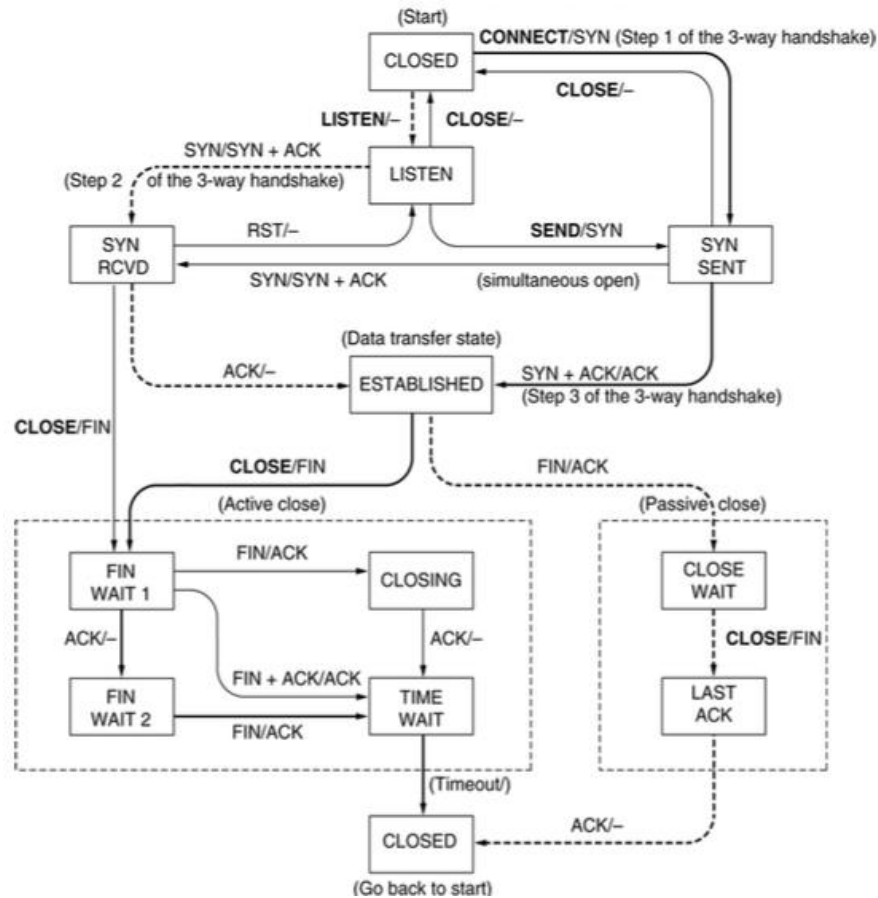 (Start)
CLOSED
CONNECT/SYN (Step 1 of the 3-way handshake)
CLOSE/–
LISTEN/–
CLOSE/–
SYN/SYN + ACK
(Step 2 of the 3-way handshake)
LISTEN
SYN
RCVD
RST/–
SEND/SYN
SYN
SENT
SYN/SYN + ACK
(simultaneous open)
(Data transfer state)
ACK/–
ESTABLISHED
SYN + ACK/ACK
(Step 3 of the 3-way handshake)
CLOSE/FIN
CLOSE/FIN
FIN/ACK
(Active close)
(Passive close)
FIN
WAIT 1
FIN/ACK
CLOSING
CLOSE
WAIT
ACK/–
ACK/–
CLOSE/FIN
FIN + ACK/ACK
FIN
WAIT 2
FIN/ACK
TIME
WAIT
LAST
ACK
(Timeout/)
CLOSED
ACK/–
(Go back to start)